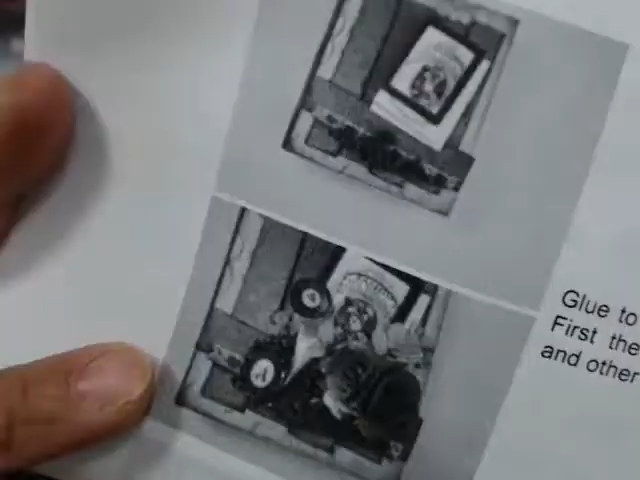 Glue to
First the
and other